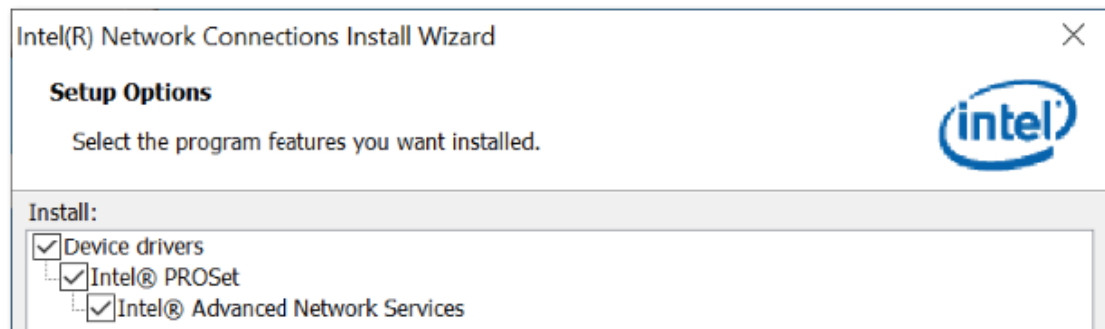 Intel(R) Network Connections Install Wizard
Setup Options
Select the program features you want installed.
intel
Install:
Device drivers
Intel® PROSet
Intel® Advanced Network Services